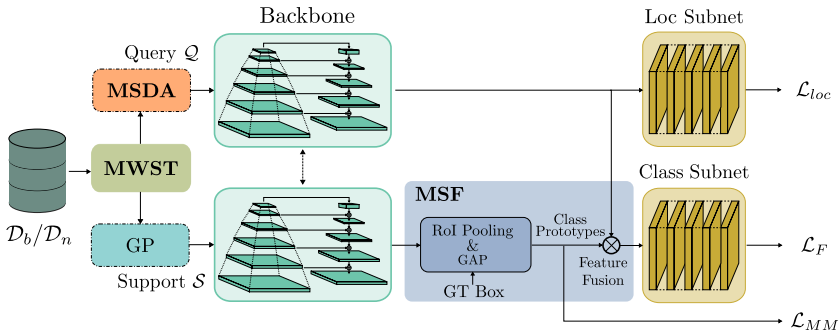 Backbone
Loc Subnet
Query 𝒬
MSDA
ℒ_loc
MWST
Class Subnet
MSF
𝒟_b/𝒟_n
GP
RoI Pooling
&
GAP
Class
Prototypes
Feature
Fusion
ℒ_F
Support 𝒮
GT Box
ℒ_MM